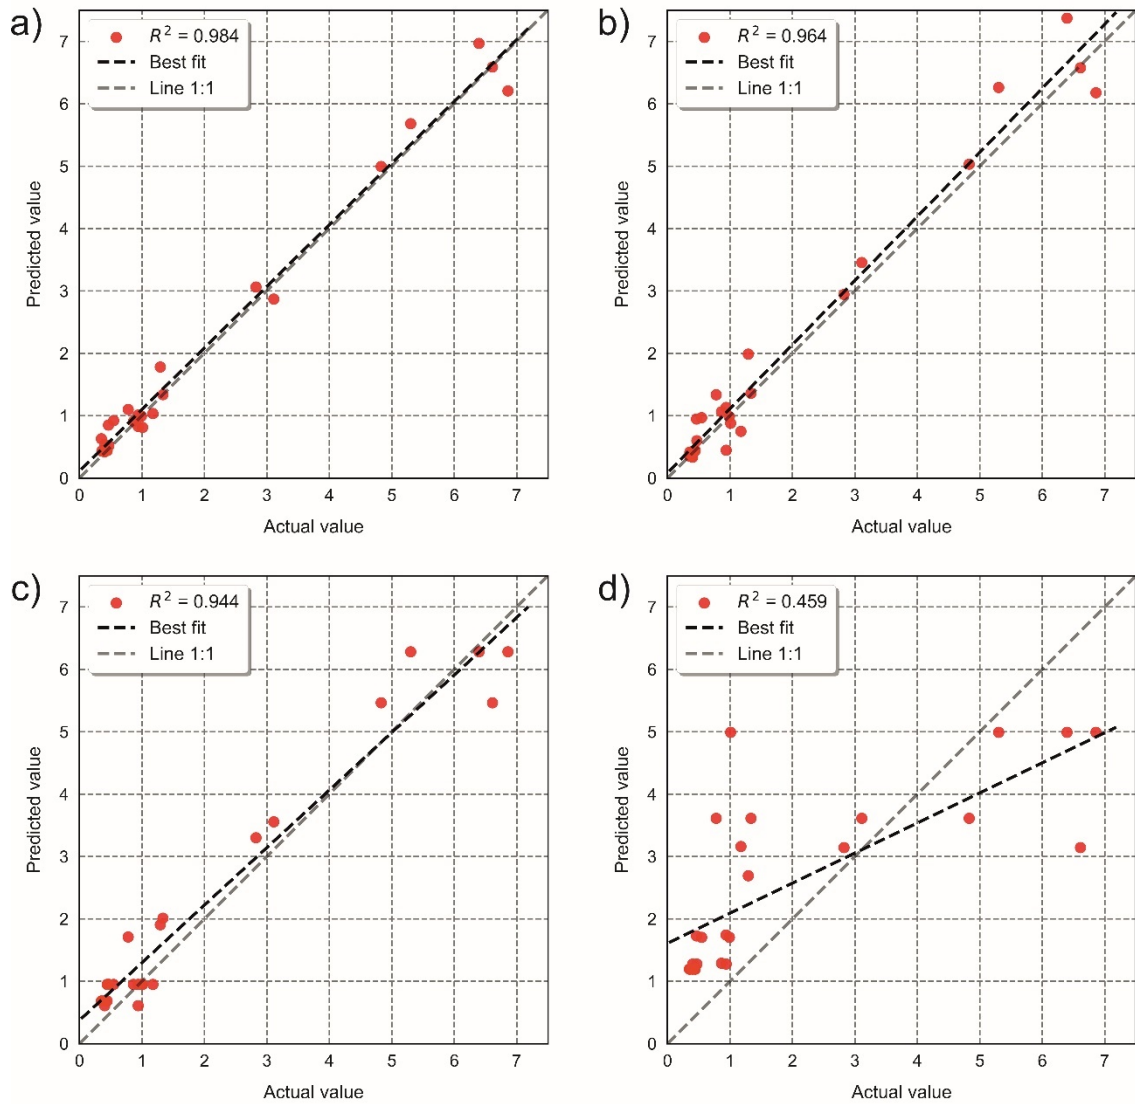 a)
R² = 0.984
Best fit
Line 1:1
7
6
5
4
3
2
1
0
Predicted value
0 1 2 3 4 5 6 7
Actual value
b)
R² = 0.964
Best fit
Line 1:1
7
6
5
4
3
2
1
0
Predicted value
0 1 2 3 4 5 6 7
Actual value
c)
R² = 0.944
Best fit
Line 1:1
7
6
5
4
3
2
1
0
Predicted value
0 1 2 3 4 5 6 7
Actual value
d)
R² = 0.459
Best fit
Line 1:1
7
6
5
4
3
2
1
0
Predicted value
0 1 2 3 4 5 6 7
Actual value